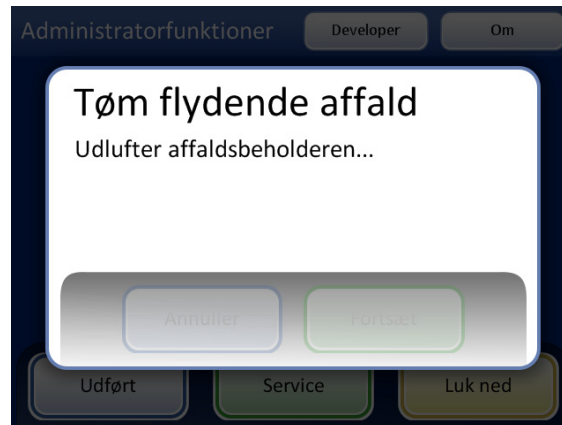 Administratorfunktioner
Developer
Om
Tøm flydende affald
Udlufter affaldsbeholderen...
Annuller
Fortsæt
Udført
Service
Luk ned